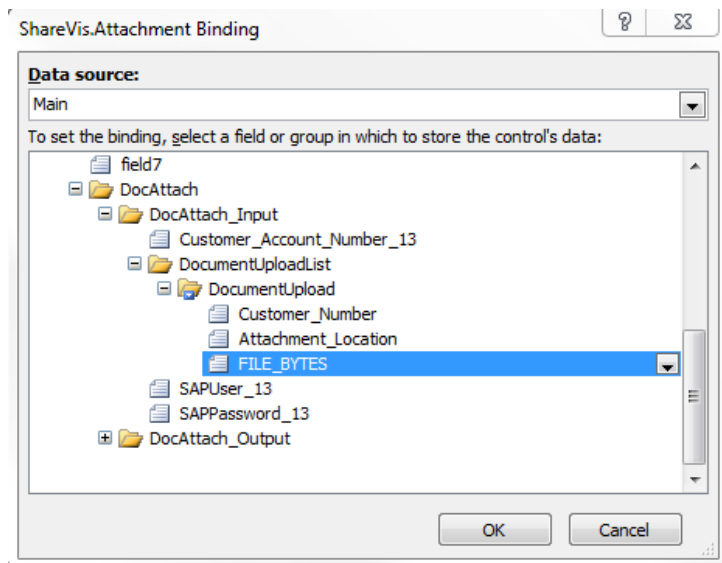 ShareVis.Attachment Binding
Data source:
Main
To set the binding, select a field or group in which to store the control's data:
field7
DocAttach
DocAttach_Input
Customer_Account_Number_13
DocumentUploadList
DocumentUpload
Customer_Number
Attachment_Location
FILE_BYTES
SAPUser_13
SAPPassword_13
DocAttach_Output
OK Cancel